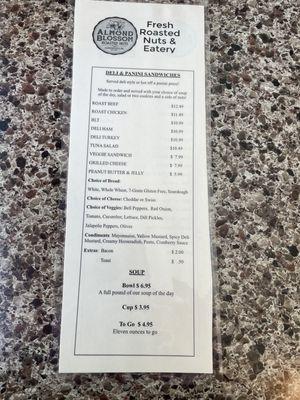 ALMOND
BLOSSOM
ROASTED NUTS
Fresh
Roasted
Nuts &
Eatery
DELI & PANINI SANDWICHES
Served deli style or hot off a panini press!
Made to order and served with your choice of soup
of the day, salad or two cookies and a side of nuts!
ROAST BEEF $12.49
ROAST CHICKEN $11.49
BLT $10.99
DELI HAM $10.99
DELI TURKEY $10.99
TUNA SALAD $10.49
VEGGIE SANDWICH $ 7.99
GRILLED CHEESE $ 7.99
PEANUT BUTTER & JELLY $ 5.99
Choice of Bread:
White, Whole Wheat, 7-Grain Gluten Free, Sourdough
Choice of Cheese: Cheddar or Swiss
Choice of Veggies: Bell Peppers, Red Onion,
Tomato, Cucumber, Lettuce, Dill Pickles,
Jalapeño Peppers, Olives
Condiments: Mayonnaise, Yellow Mustard, Spicy Deli
Mustard, Creamy Horseradish, Pesto, Cranberry Sauce
Extras: Bacon $ 2.00
Toast $ .50
SOUP
Bowl $ 6.95
A full pound of our soup of the day
Cup $ 3.95
To Go $ 4.95
Eleven ounces to go